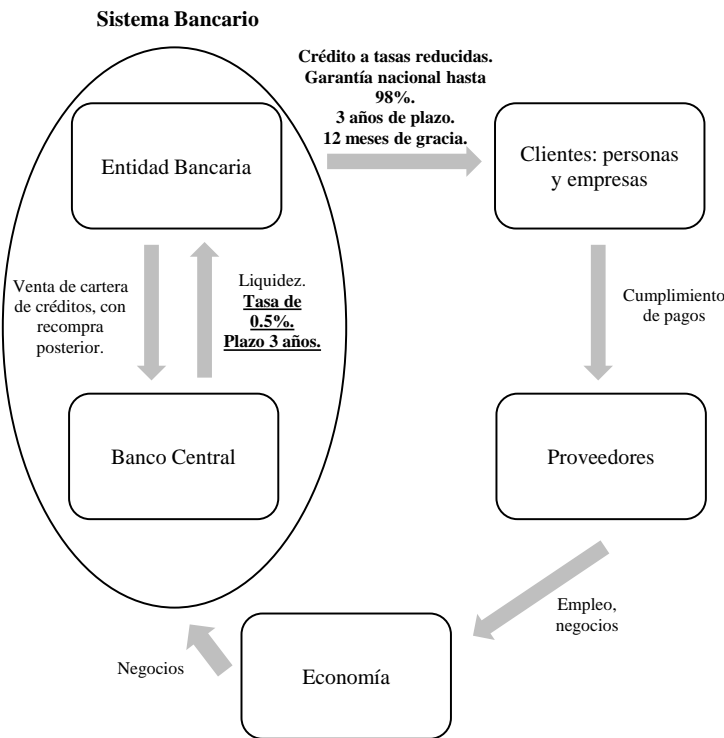 Sistema Bancario
Crédito a tasas reducidas.
Garantía nacional hasta
98%.
3 años de plazo.
12 meses de gracia.
Entidad Bancaria
Clientes: personas
y empresas
Venta de cartera
de créditos, con
recompra
posterior.
Liquidez.
Tasa de
0.5%.
Plazo 3 años.
Cumplimiento
de pagos
Banco Central
Proveedores
Empleo,
negocios
Negocios
Economía